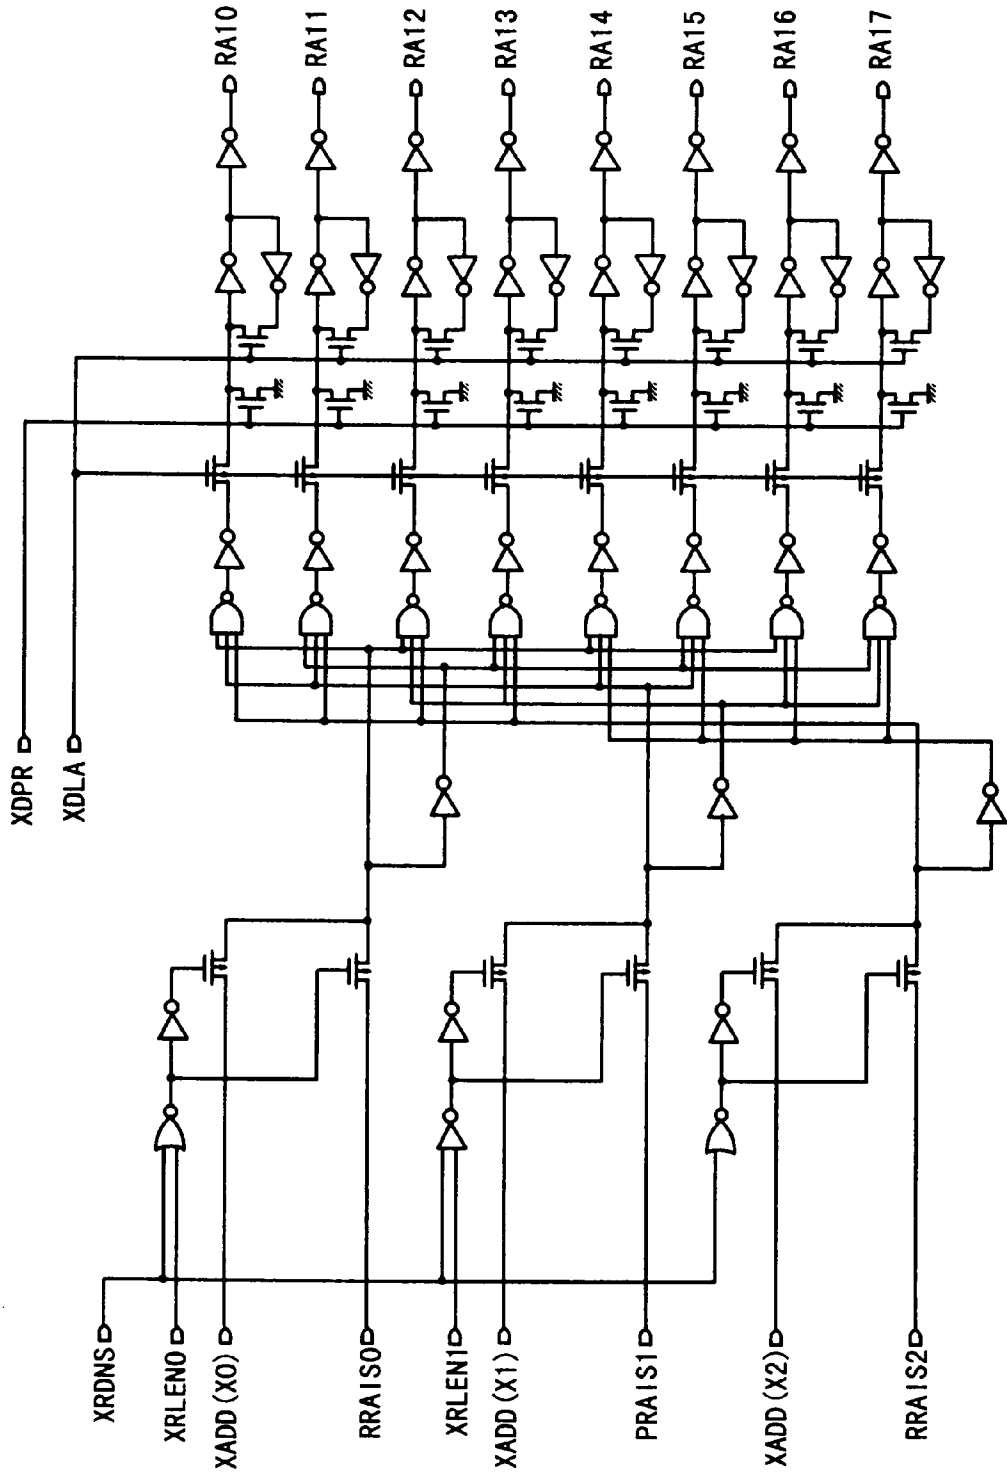 XDPR
XDLA
XRDNS
XRLEN0
XADD(X0)
RRAIS0
XRLEN1
XADD(X1)
PRAIS1
XADD(X2)
RRAIS2
RA10
RA11
RA12
RA13
RA14
RA15
RA16
RA17